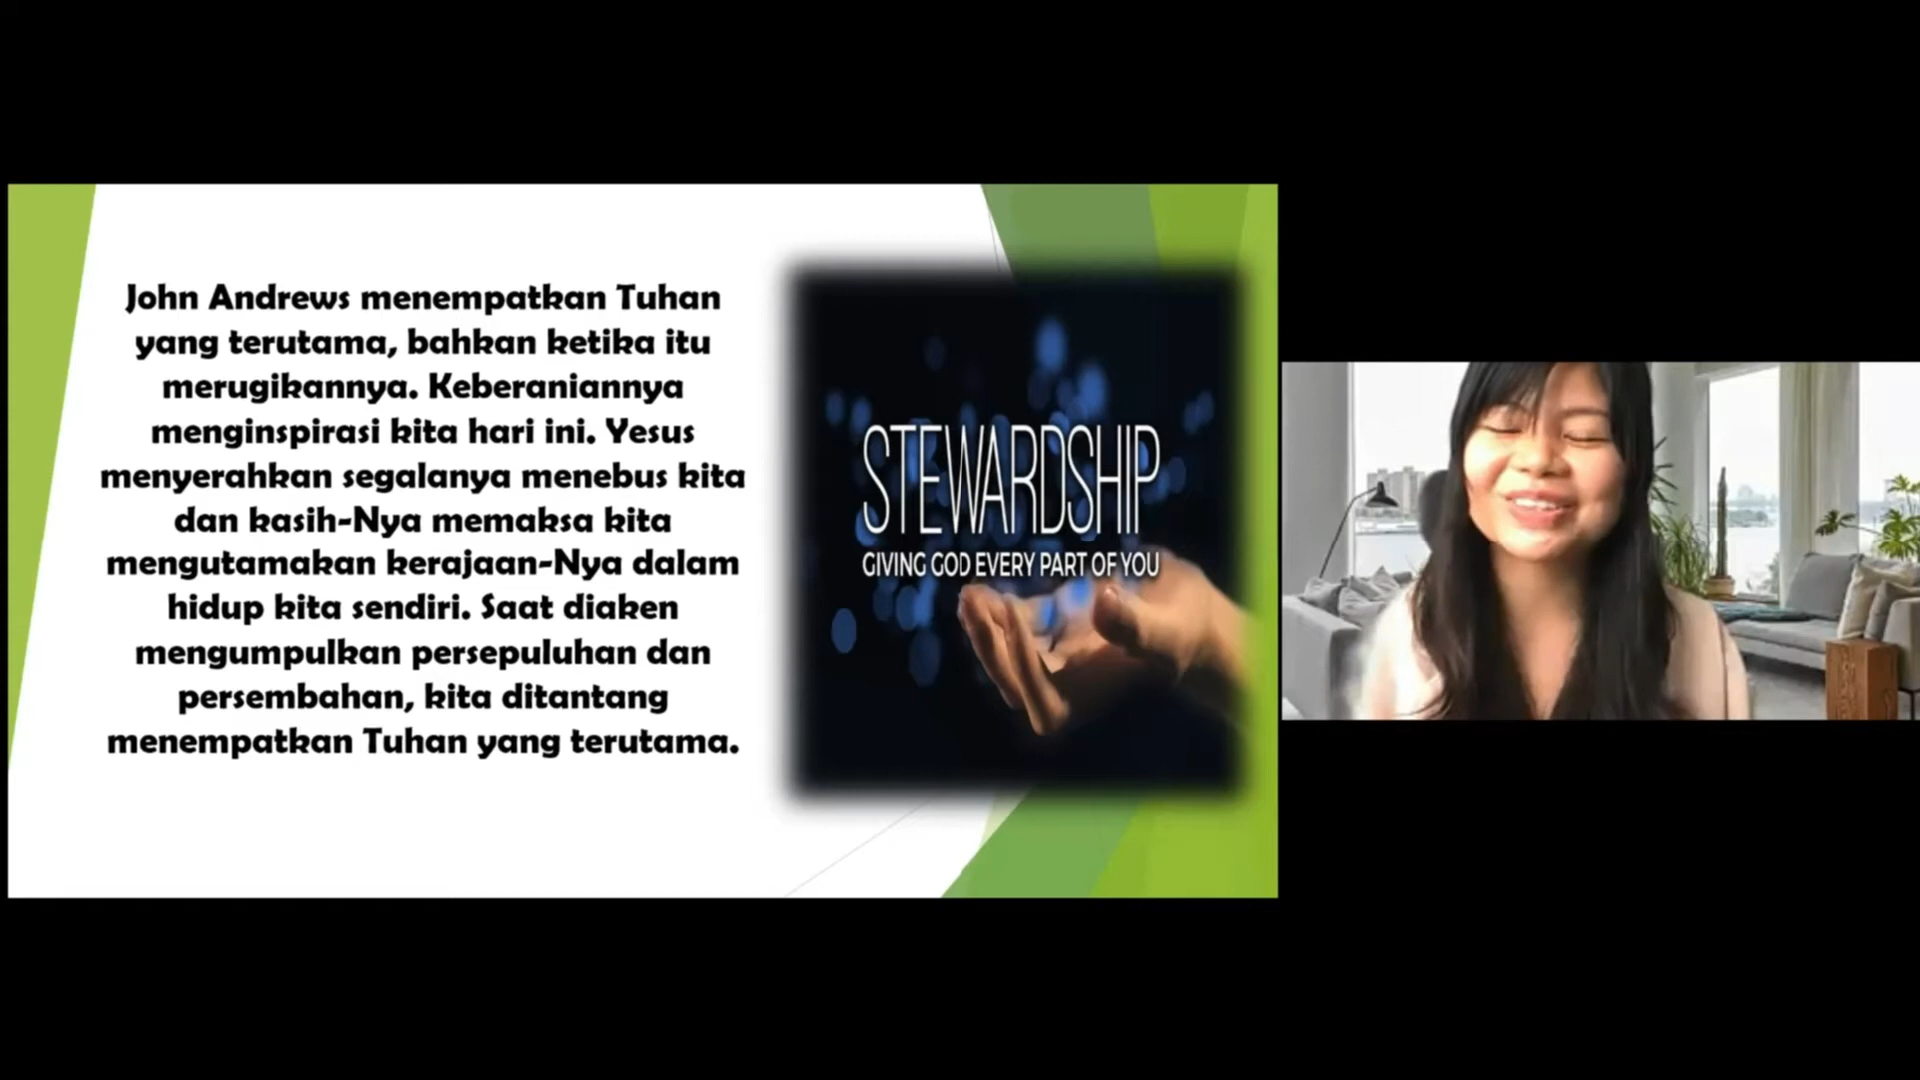 John Andrews menempatkan Tuhan
yang terutama, bahkan ketika itu
merugikannya. Keberaniannya
menginspirasi kita hari ini. Yesus
menyerahkan segalanya menebus kita
dan kasih-Nya memaksa kita
mengutamakan kerajaan-Nya dalam
hidup kita sendiri. Saat diaken
mengumpulkan persepuluhan dan
persembahan, kita ditantang
menempatkan Tuhan yang terutama.
STEWARDSHIP
GIVING GOD EVERY PART OF YOU